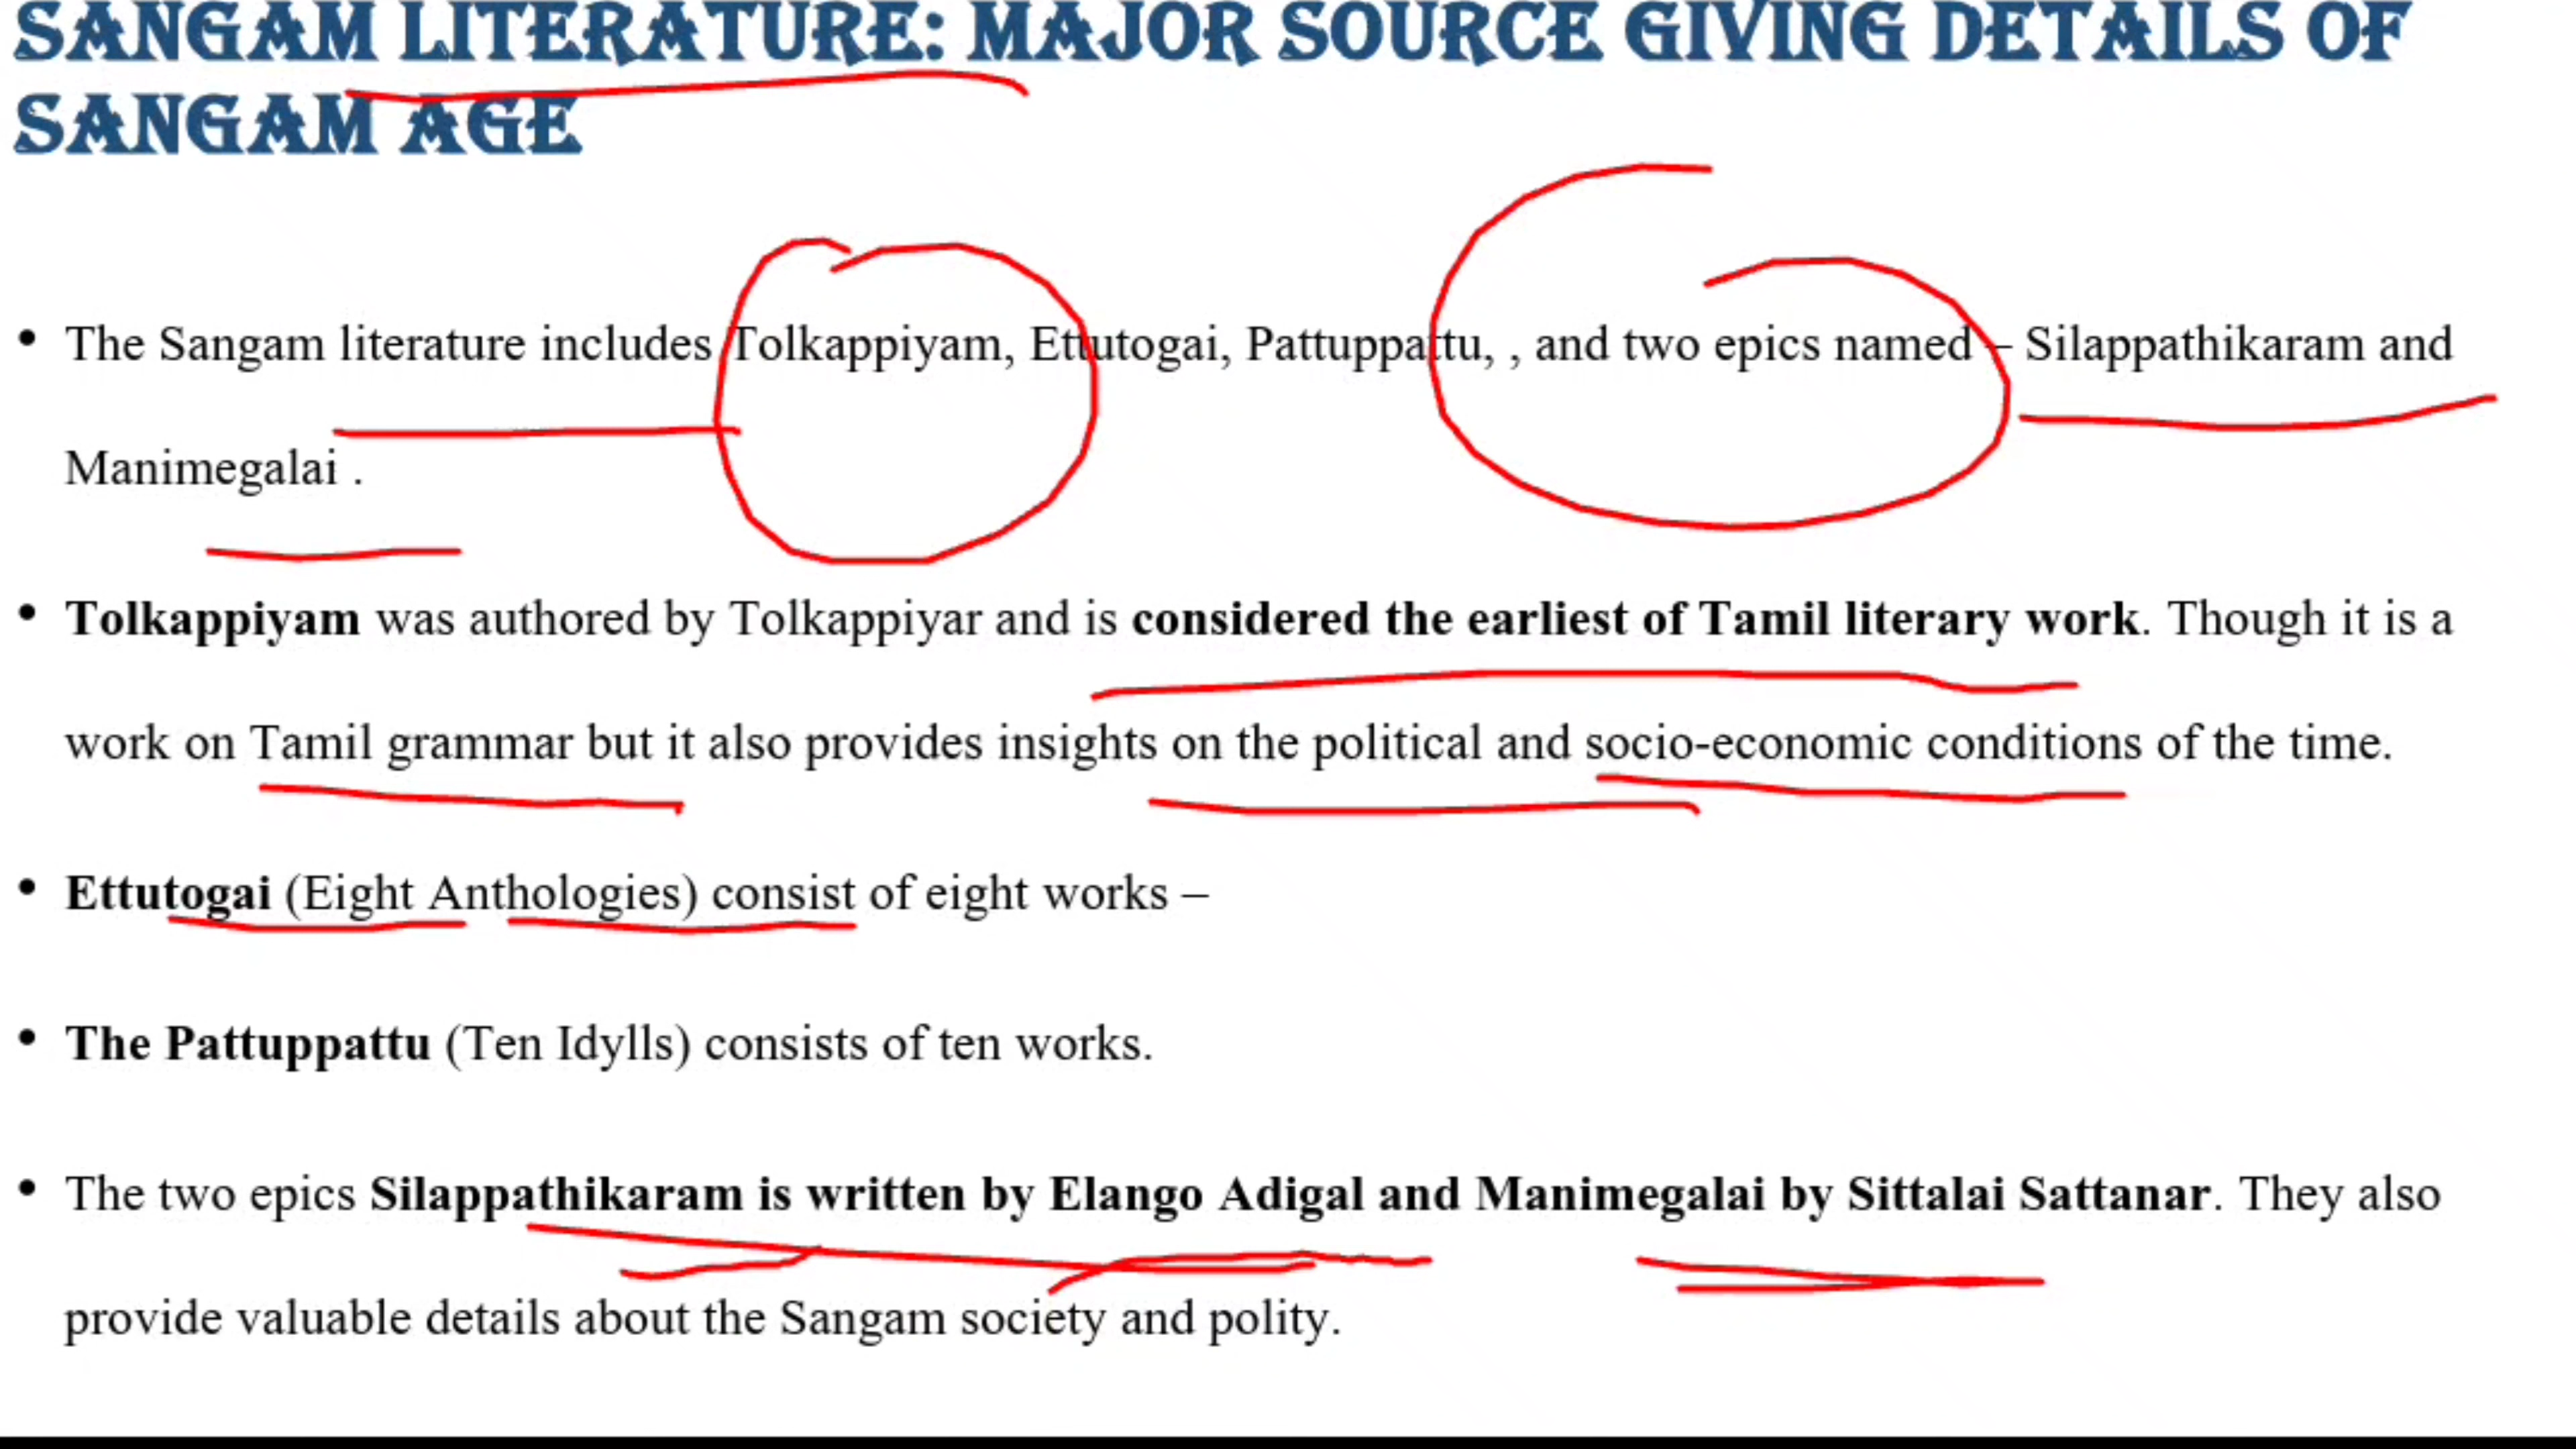 SANGAM LITERATURE: MAJOR SOURCE GIVING DETAILS OF
SANGAM AGE
• The Sangam literature includes Tolkappiyam, Ettutogai, Pattuppattu, , and two epics named – Silappathikaram and
Manimegalai .
• Tolkappiyam was authored by Tolkappiyar and is considered the earliest of Tamil literary work. Though it is a
work on Tamil grammar but it also provides insights on the political and socio-economic conditions of the time.
• Ettutogai (Eight Anthologies) consist of eight works –
• The Pattuppattu (Ten Idylls) consists of ten works.
• The two epics Silappathikaram is written by Elango Adigal and Manimegalai by Sittalai Sattanar. They also
provide valuable details about the Sangam society and polity.